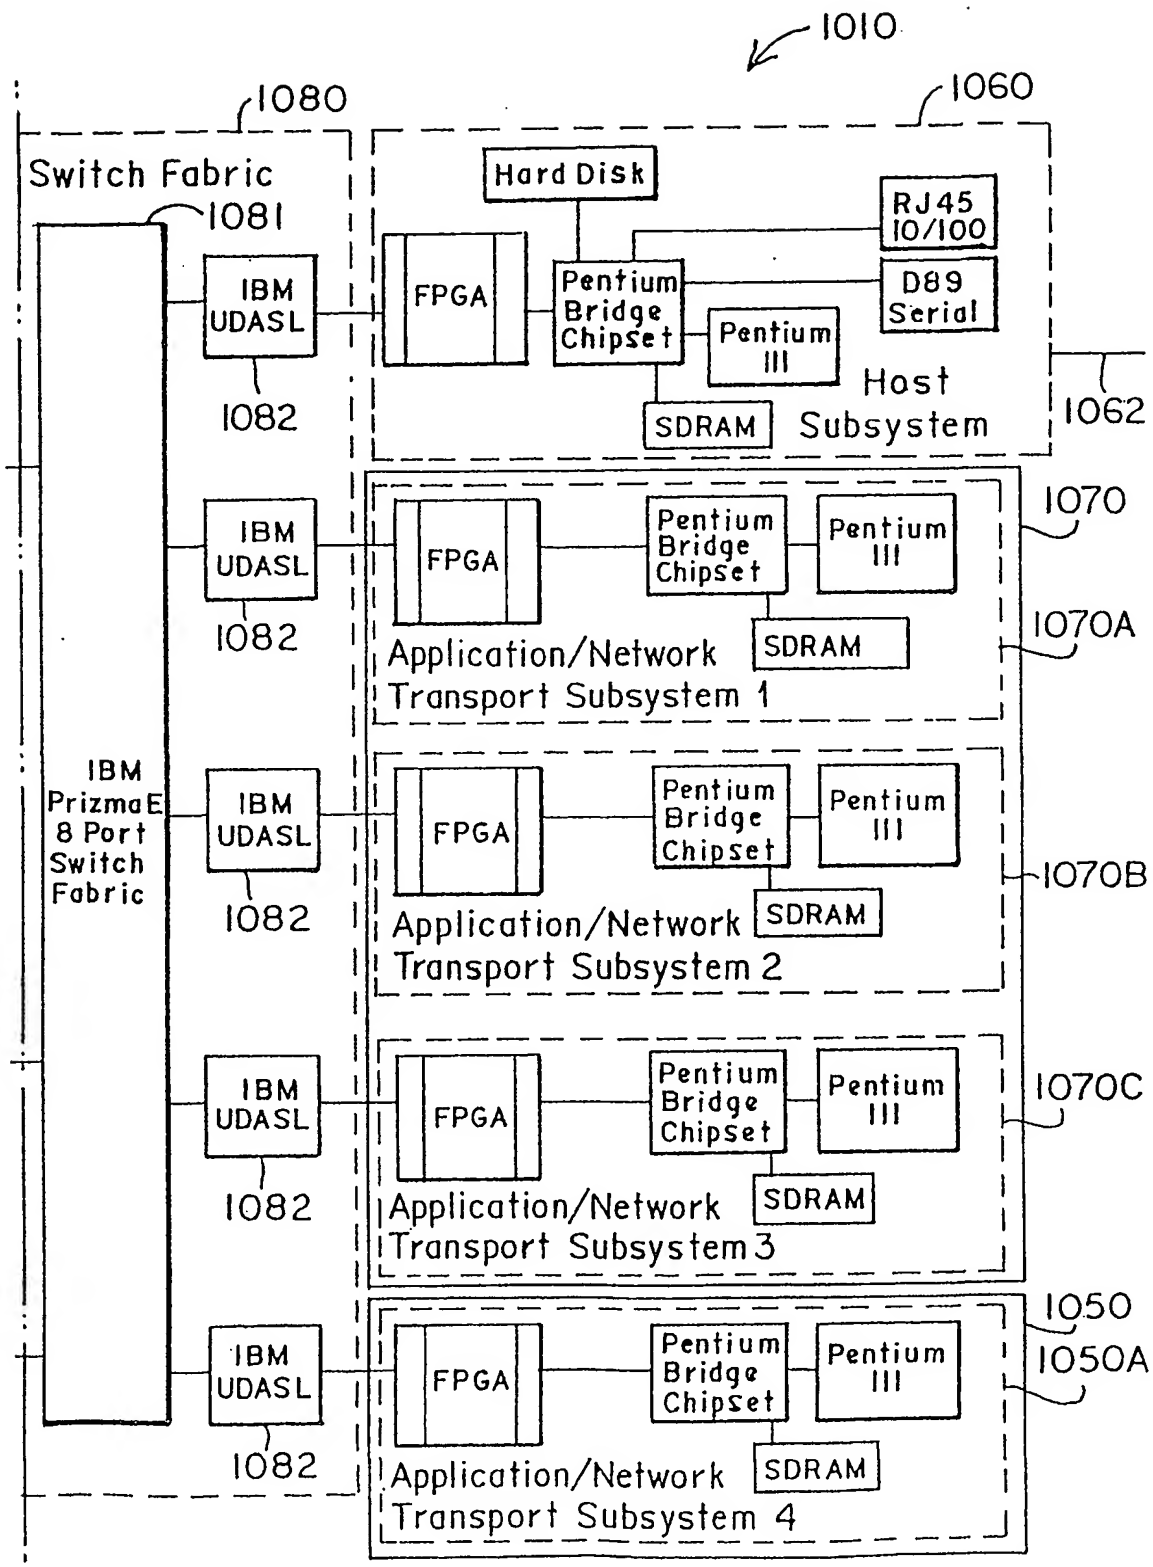 1010
1080
1060
Switch Fabric
1081
Hard Disk
RJ45
10/100
IBM
UDASL
FPGA
Pentium
Bridge
Chipset
D89
Serial
Pentium
III
1082
SDRAM
Host
Subsystem
1062
IBM
UDASL
1082
FPGA
Pentium
Bridge
Chipset
Pentium
III
1070
SDRAM
1070A
Application/Network
Transport Subsystem 1
IBM
PrizmaE
8 Port
Switch
Fabric
IBM
UDASL
1082
FPGA
Pentium
Bridge
Chipset
Pentium
III
SDRAM
1070B
Application/Network
Transport Subsystem 2
IBM
UDASL
1082
FPGA
Pentium
Bridge
Chipset
Pentium
III
1070C
SDRAM
Application/Network
Transport Subsystem 3
IBM
UDASL
1082
FPGA
Pentium
Bridge
Chipset
Pentium
III
1050
1050A
SDRAM
Application/Network
Transport Subsystem 4